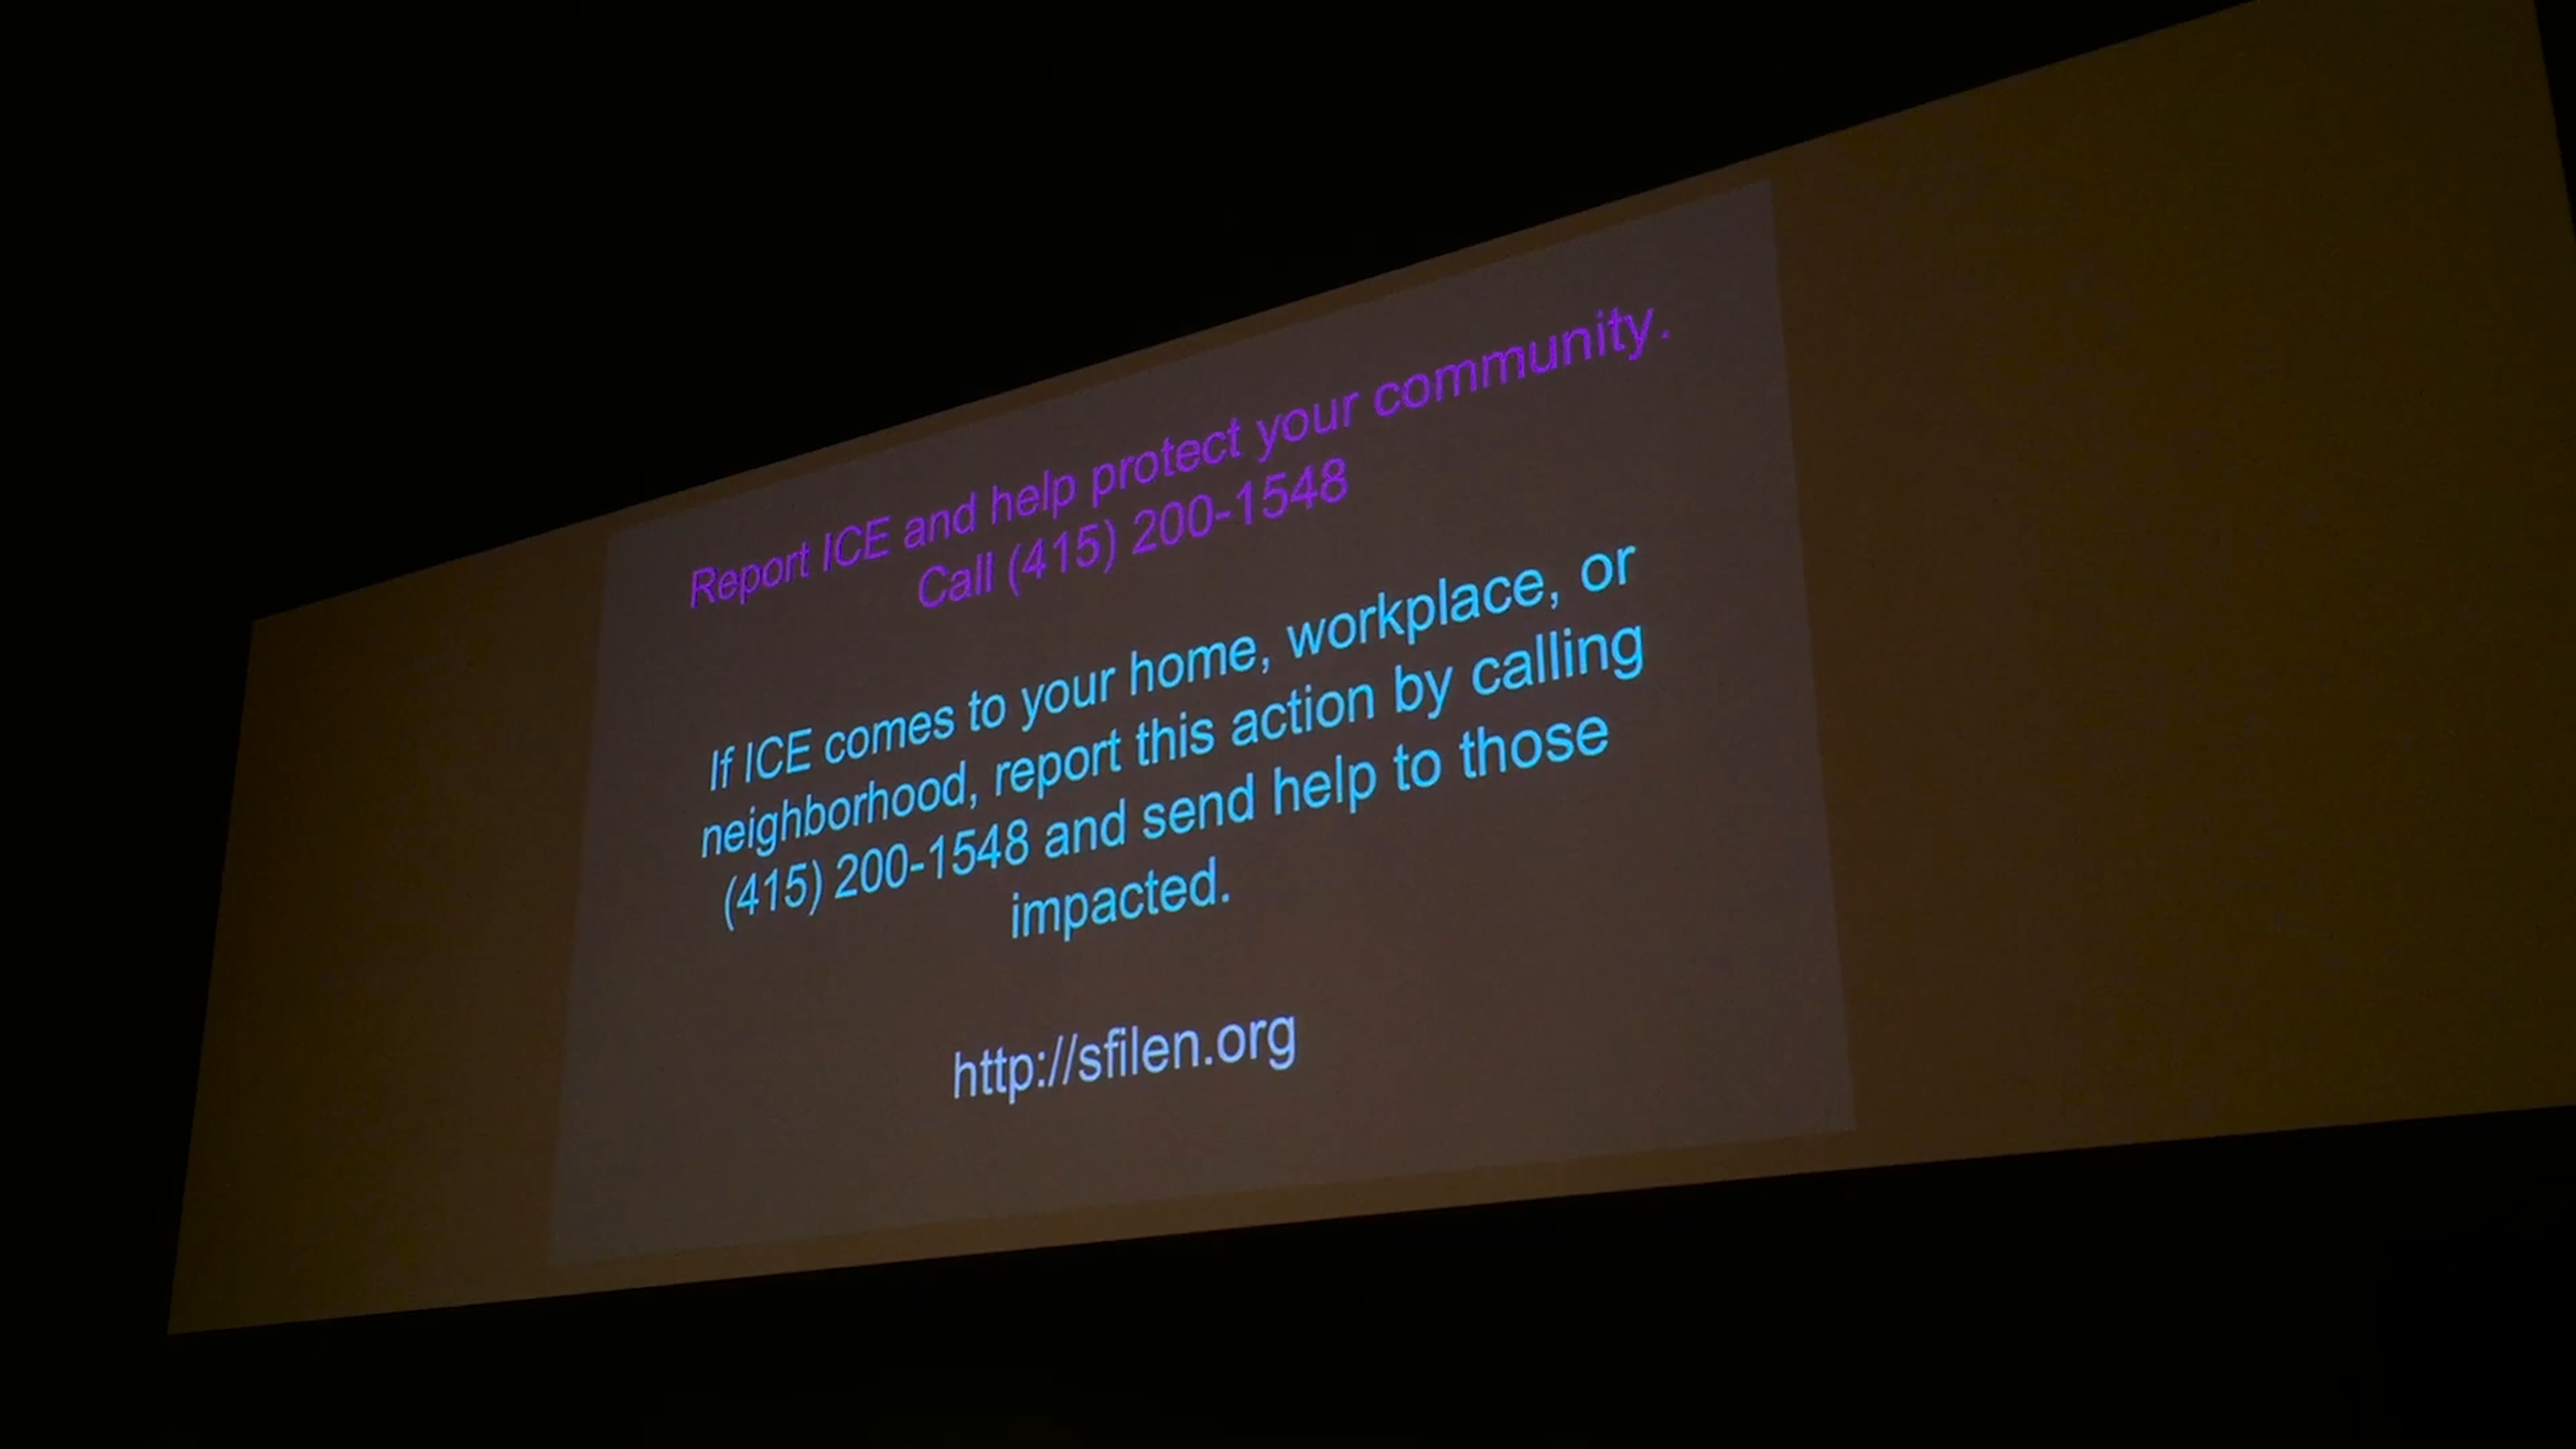 Report ICE and help protect your community.
Call (415) 200-1548
If ICE comes to your home, workplace, or
neighborhood, report this action by calling
(415) 200-1548 and send help to those
impacted.
http://sfilen.org